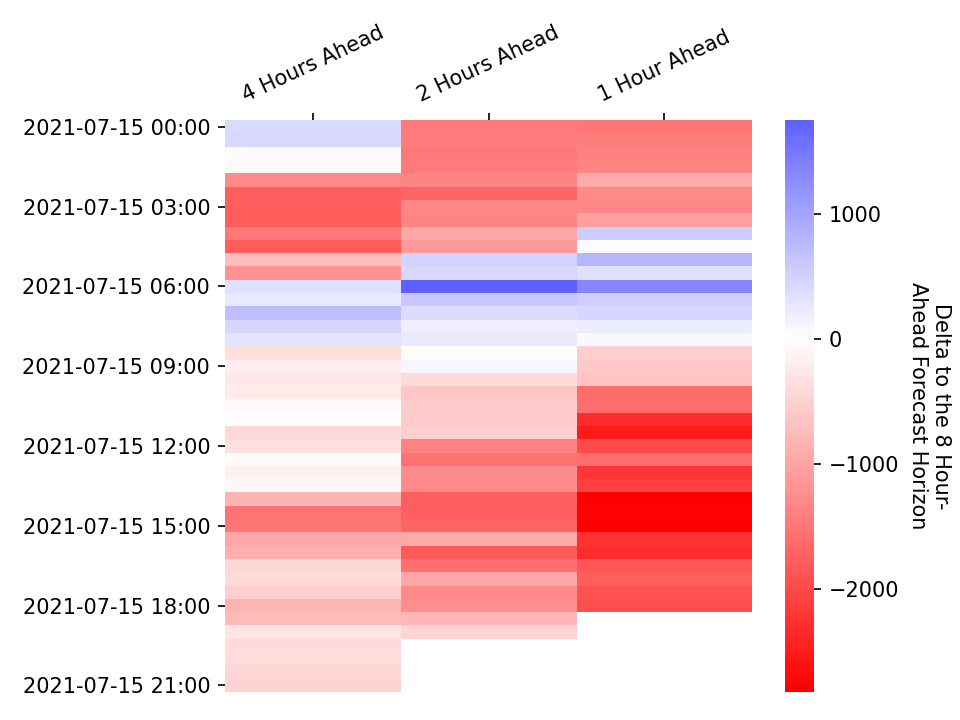 4 Hours Ahead
2 Hours Ahead
1 Hour Ahead
2021-07-15 00:00
2021-07-15 03:00
2021-07-15 06:00
2021-07-15 09:00
2021-07-15 12:00
2021-07-15 15:00
2021-07-15 18:00
2021-07-15 21:00
1000
0
−1000
−2000
Delta to the 8 Hour-
Ahead Forecast Horizon